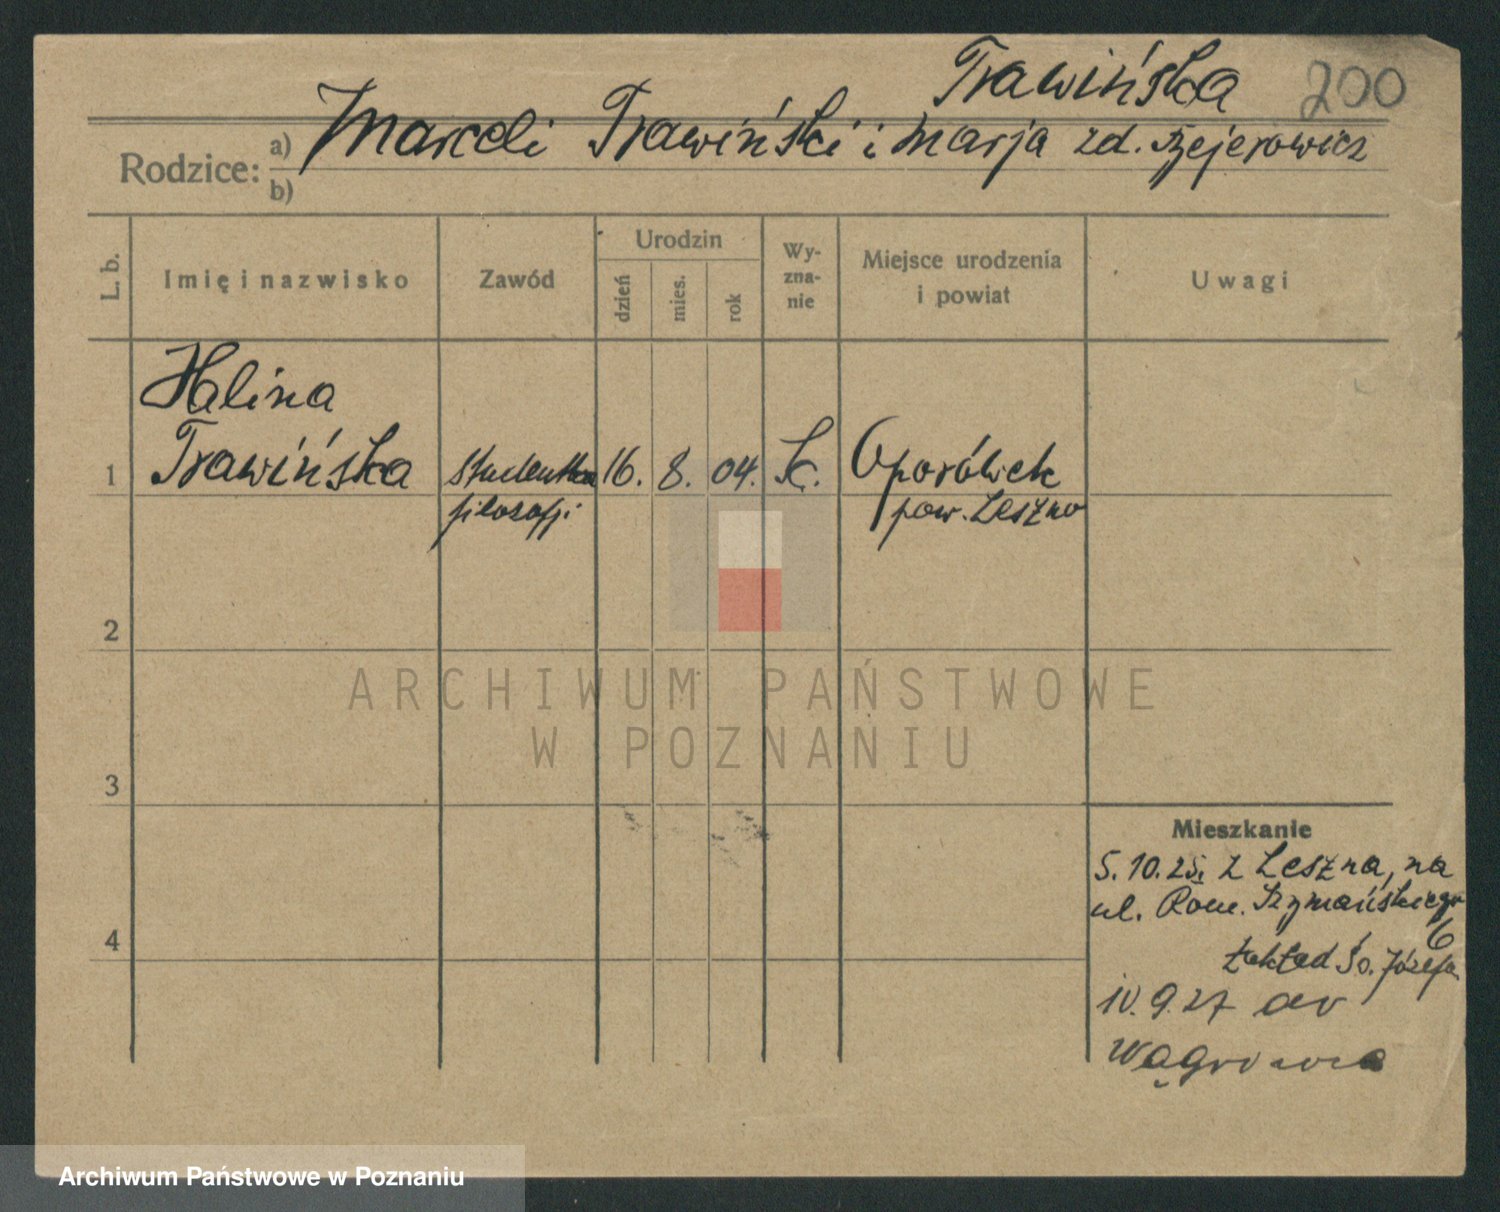 Trawińska 200
Rodzice: a) Marceli Trawiński i Marja zd.
b)
L. b. Imię i nazwisko Zawód Urodzin dzień mies. rok Wy-zna-nie Miejsce urodzenia i powiat Uwagi
Halina
1 Trawińska studentka 16. 8. 04. k. Oporówek
filozofji pow. Leszno
2
ARCHIWUM PAŃSTWOWE
W POZNANIU
3
Mieszkanie
5.10.25. z Leszna, na
ul. Rom. Szymańskiego
6
4
zakład Św. Józefa
10.9.27 do
Wągrowca
Archiwum Państwowe w Poznaniu